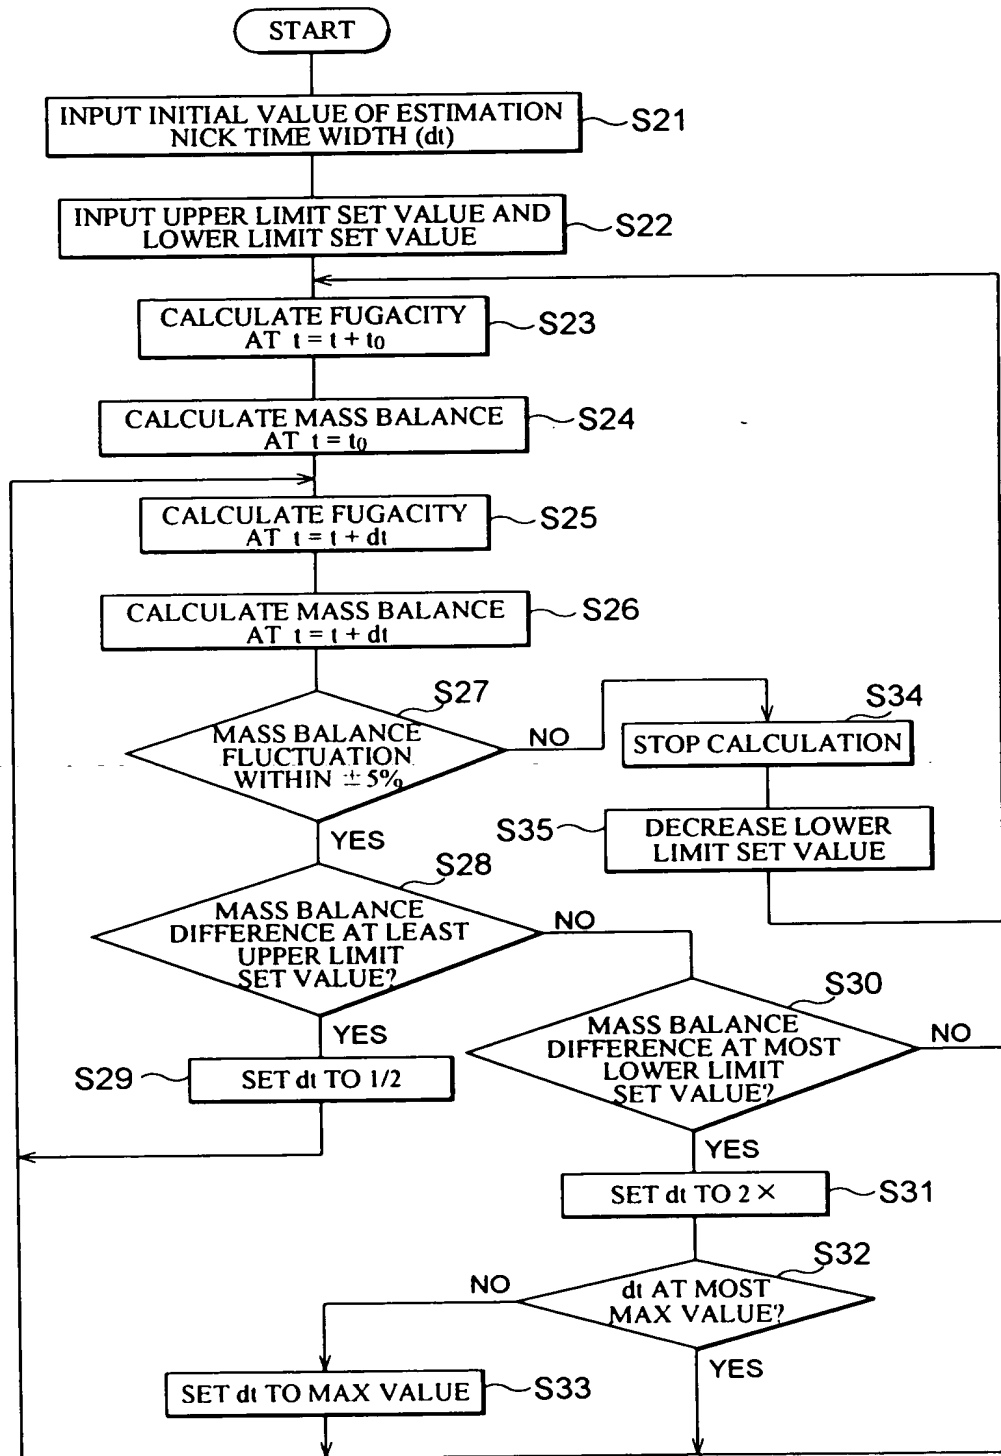 START
INPUT INITIAL VALUE OF ESTIMATION
NICK TIME WIDTH (dt)
S21
INPUT UPPER LIMIT SET VALUE AND
LOWER LIMIT SET VALUE
S22
CALCULATE FUGACITY
AT t = t + t₀
S23
CALCULATE MASS BALANCE
AT t = t₀
S24
CALCULATE FUGACITY
AT t = t + dt
S25
CALCULATE MASS BALANCE
AT t = t + dt
S26
S27
MASS BALANCE
FLUCTUATION
WITHIN ±5%
NO
YES
S34
STOP CALCULATION
S35
DECREASE LOWER
LIMIT SET VALUE
S28
MASS BALANCE
DIFFERENCE AT LEAST
UPPER LIMIT
SET VALUE?
NO
YES
S29
SET dt TO 1/2
S30
MASS BALANCE
DIFFERENCE AT MOST
LOWER LIMIT
SET VALUE?
NO
YES
SET dt TO 2 ×
S31
S32
dt AT MOST
MAX VALUE?
NO
YES
SET dt TO MAX VALUE
S33